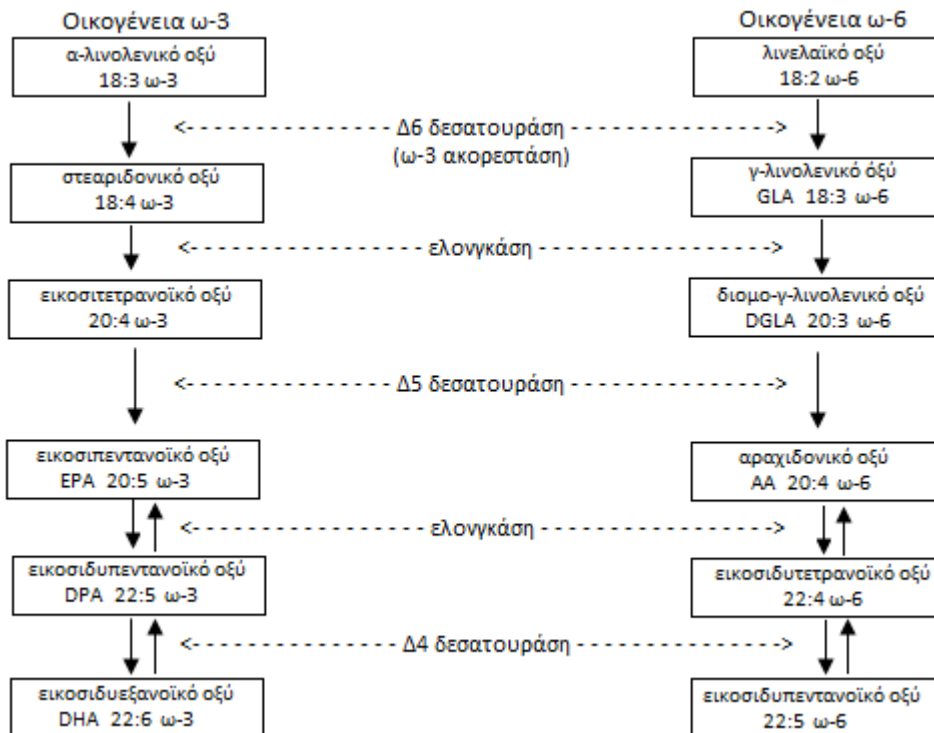 Οικογένεια ω-3
Οικογένεια ω-6
α-λινολενικό οξύ
18:3 ω-3
λινελαϊκό οξύ
18:2 ω-6
<- - - - - - - - - - - - - - - Δ6 δεσατουράση - - - - - - - - - - - - - - ->
(ω-3 ακορεστάση)
στεαριδονικό οξύ
18:4 ω-3
γ-λινολενικό όξύ
GLA 18:3 ω-6
<- - - - - - - - - - - - - - - - - ελονγκάση - - - - - - - - - - - - - - - - ->
εικοσιτετρανοϊκό οξύ
20:4 ω-3
διομο-γ-λινολενικό οξύ
DGLA 20:3 ω-6
<- - - - - - - - - - - - - - - Δ5 δεσατουράση - - - - - - - - - - - - - - ->
εικοσιπεντανοϊκό οξύ
EPA 20:5 ω-3
αραχιδονικό οξύ
AA 20:4 ω-6
<- - - - - - - - - - - - - - - - - ελονγκάση - - - - - - - - - - - - - - - - ->
εικοσιδυπεντανοϊκό οξύ
DPA 22:5 ω-3
εικοσιδυτετρανοϊκό οξύ
22:4 ω-6
<- - - - - - - - - - - - - - - Δ4 δεσατουράση - - - - - - - - - - - - - - ->
εικοσιδυεξανοϊκό οξύ
DHA 22:6 ω-3
εικοσιδυπεντανοϊκό οξύ
22:5 ω-6